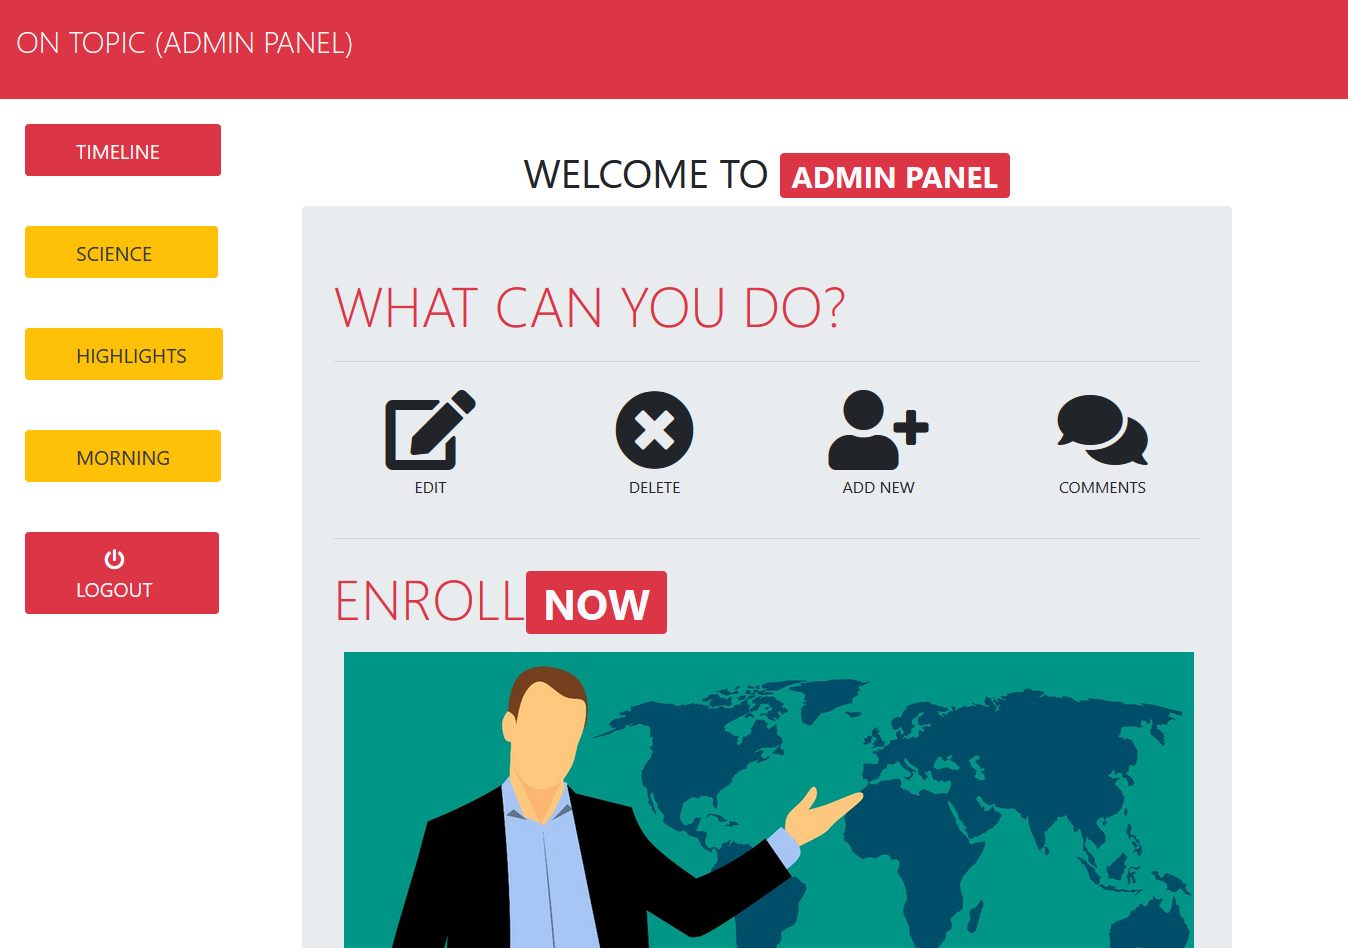 ON TOPIC (ADMIN PANEL)
TIMELINE
SCIENCE
HIGHLIGHTS
MORNING
LOGOUT
WELCOME TO ADMIN PANEL
WHAT CAN YOU DO?
EDIT
DELETE
ADD NEW
COMMENTS
ENROLL NOW